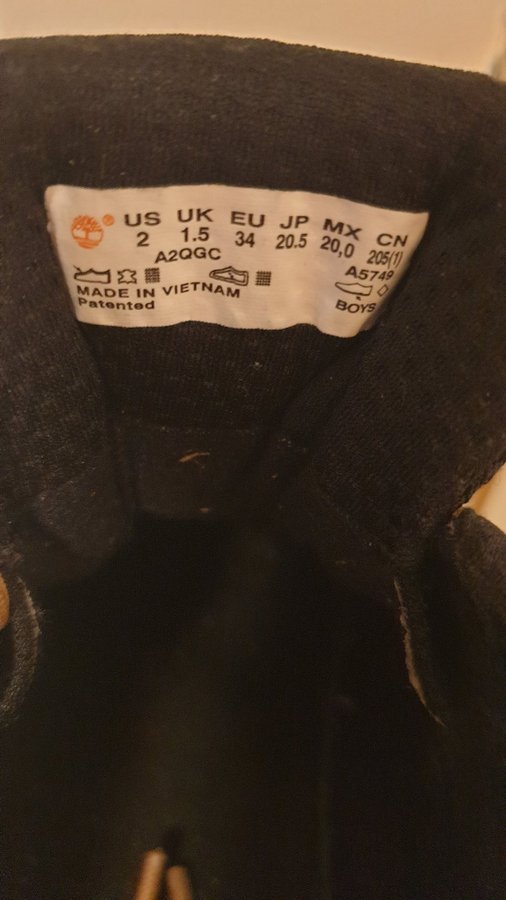 US UK EU JP MX CN
2 1.5 34 20.5 20,0 205(1)
A2QGC A5749
MADE IN VIETNAM BOYS
Patented